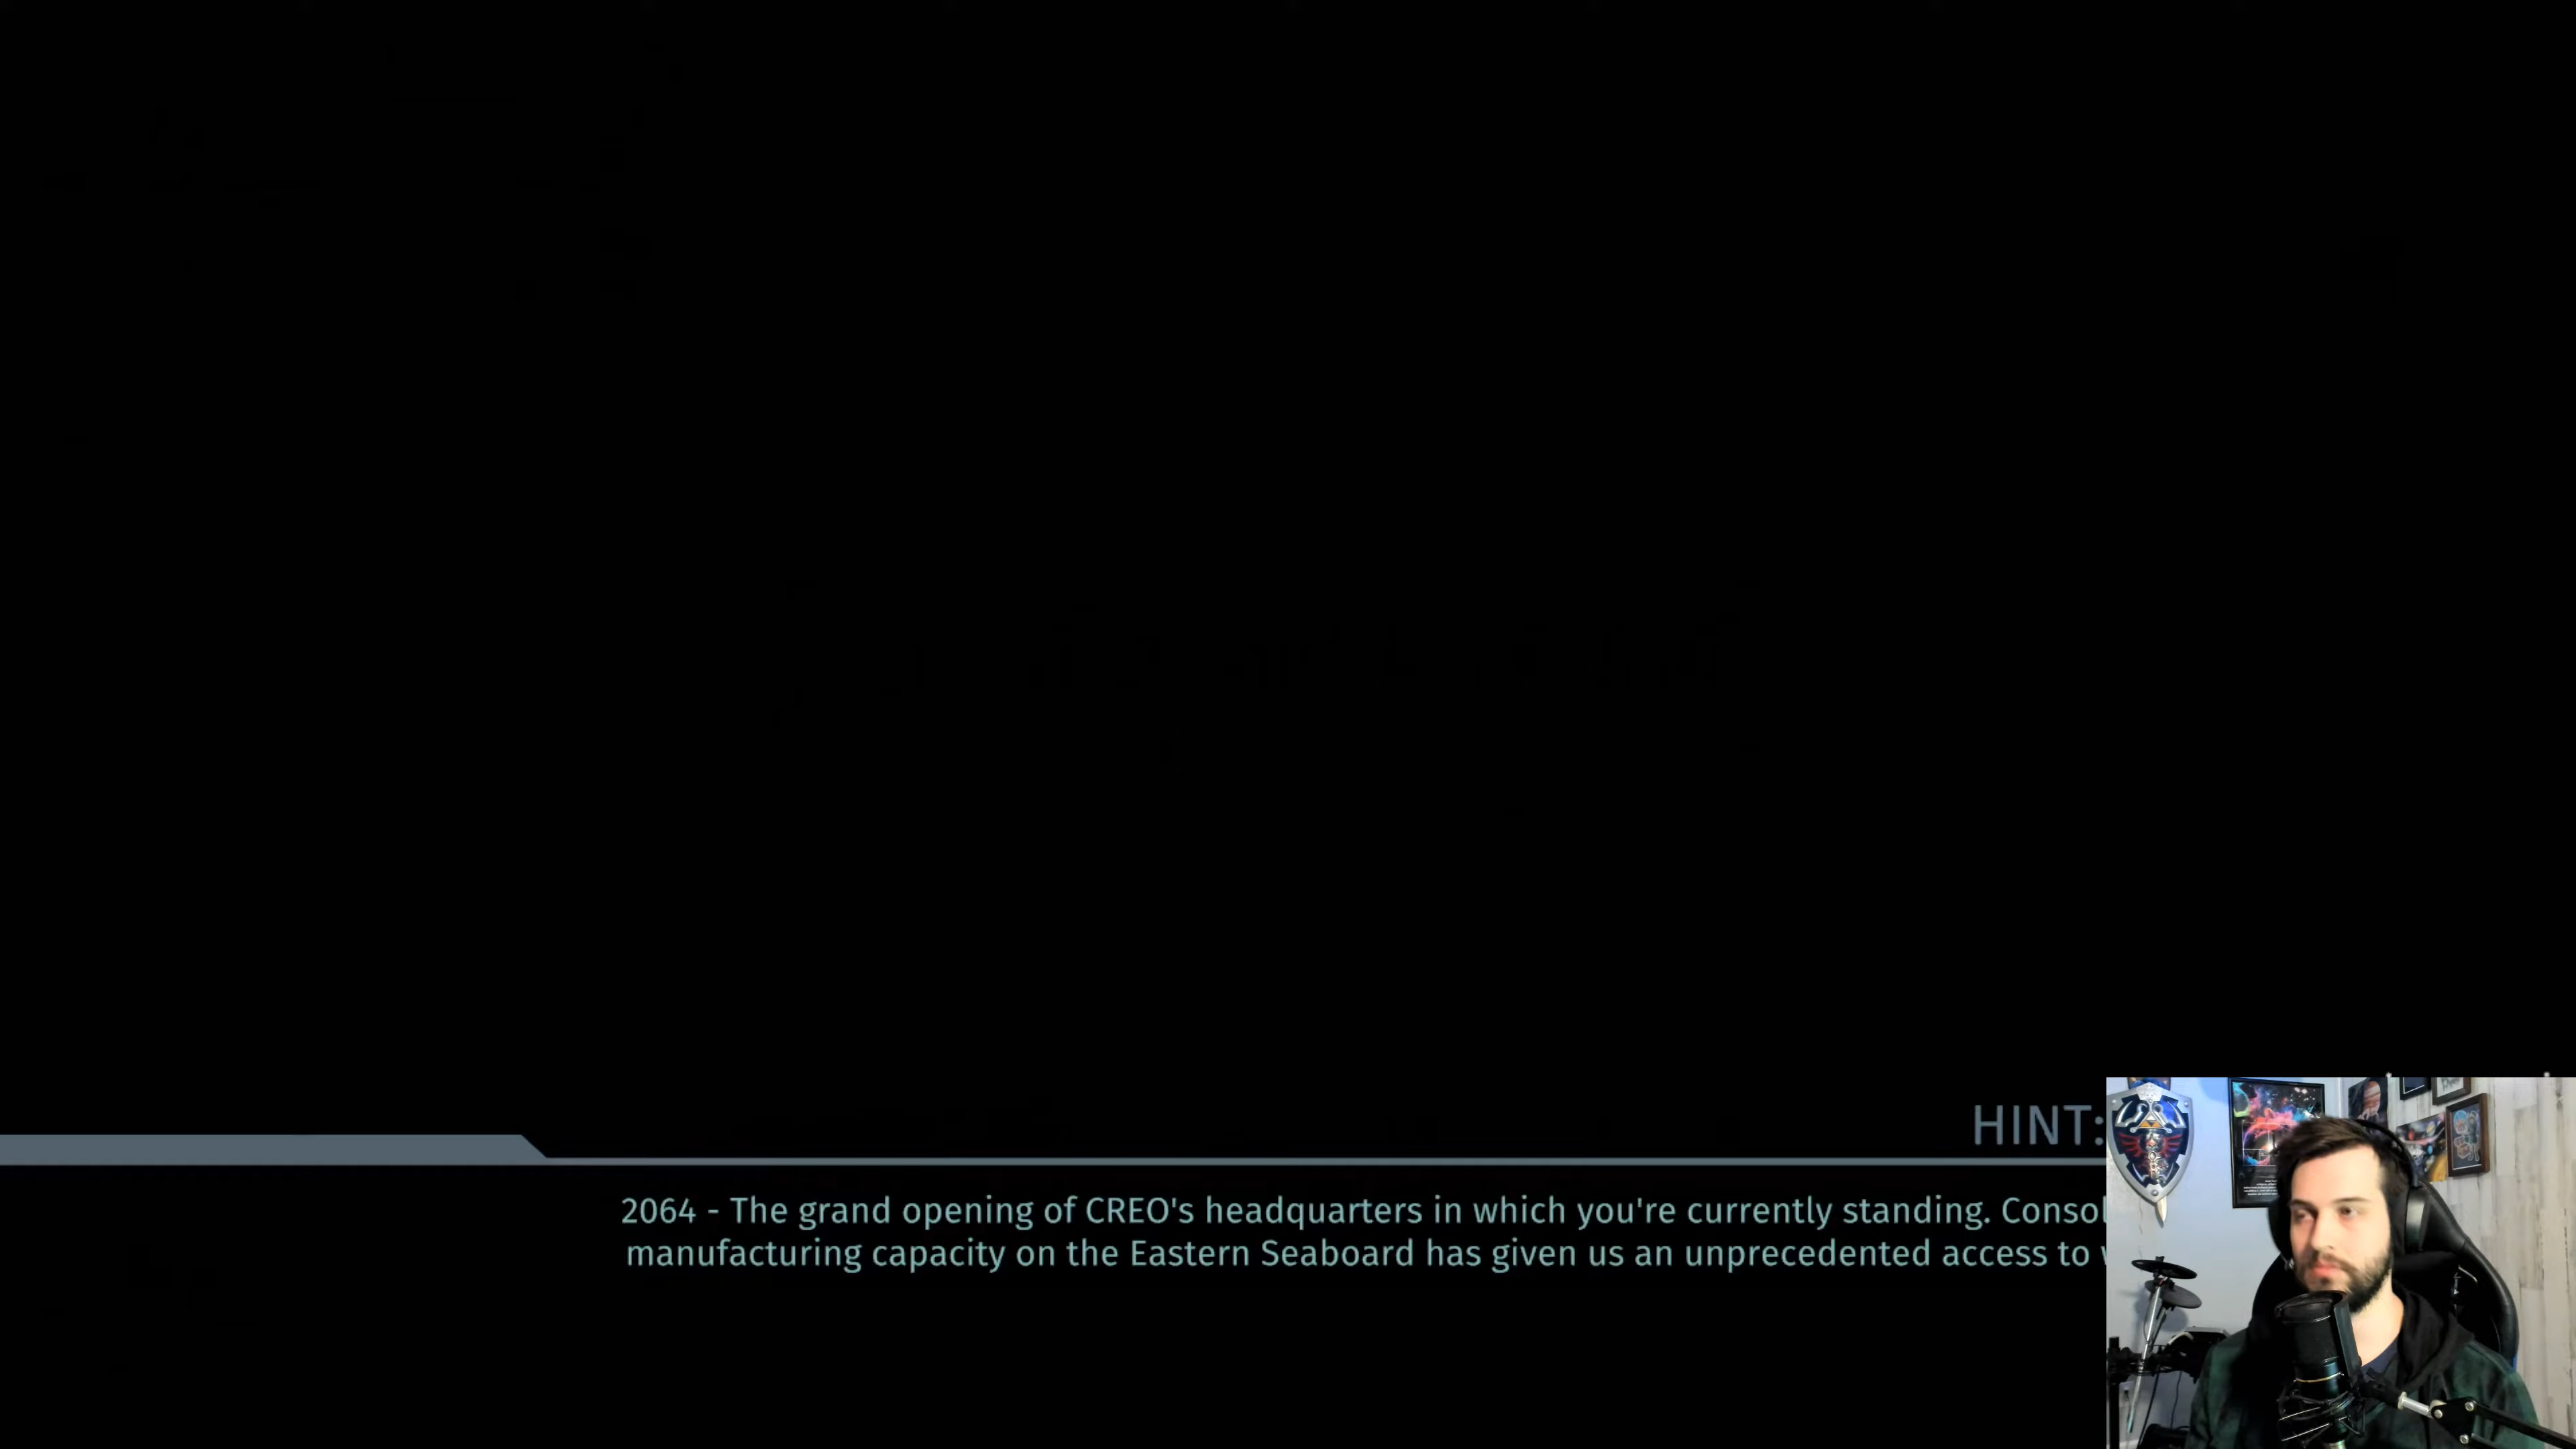 HINT:
2064 - The grand opening of CREO's headquarters in which you're currently standing. Consol
manufacturing capacity on the Eastern Seaboard has given us an unprecedented access to